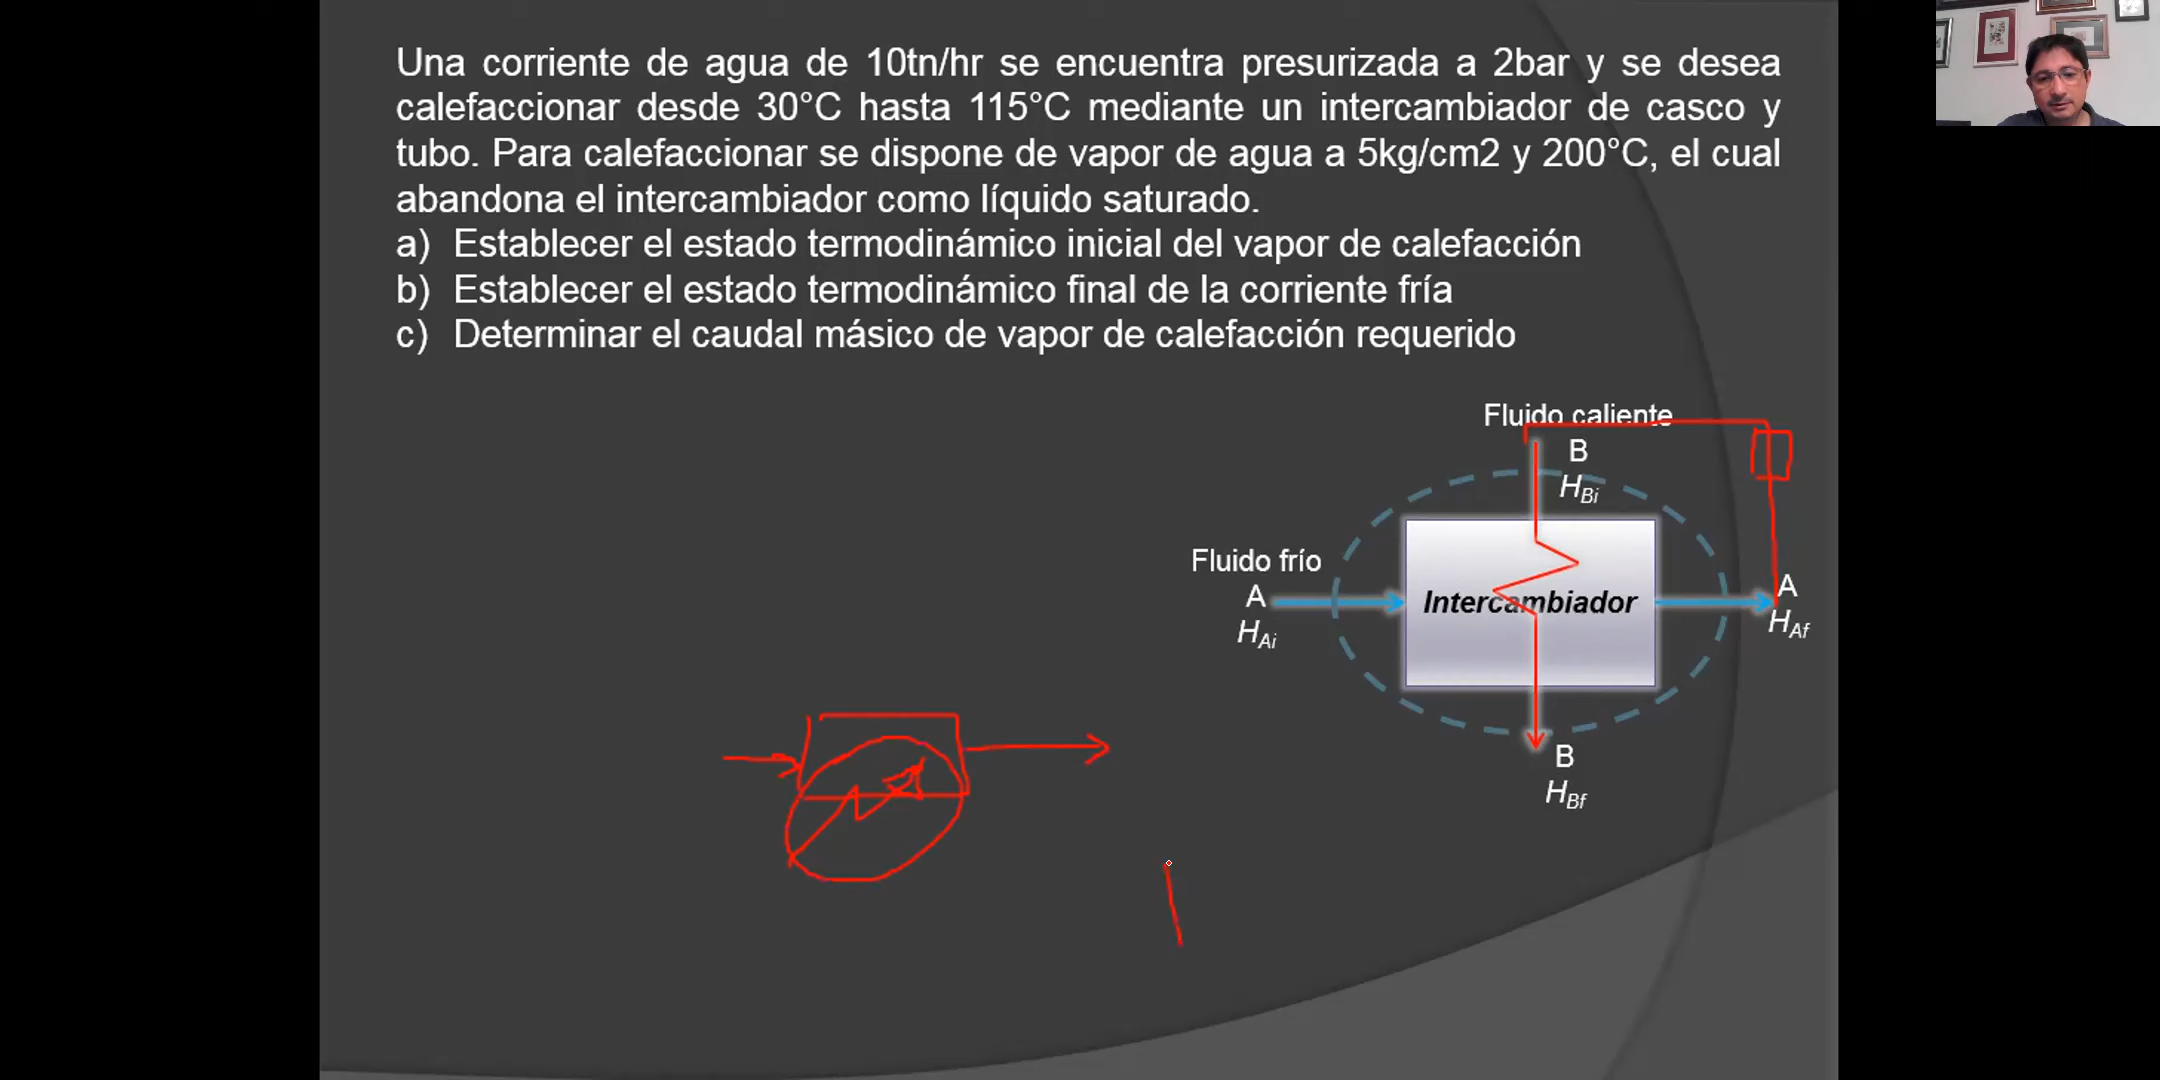 Una corriente de agua de 10tn/hr se encuentra presurizada a 2bar y se desea
calefaccionar desde 30°C hasta 115°C mediante un intercambiador de casco y
tubo. Para calefaccionar se dispone de vapor de agua a 5kg/cm2 y 200°C, el cual
abandona el intercambiador como líquido saturado.
a) Establecer el estado termodinámico inicial del vapor de calefacción
b) Establecer el estado termodinámico final de la corriente fría
c) Determinar el caudal másico de vapor de calefacción requerido
Fluido caliente
B
HBi
Fluido frío
A
HAi
Intercambiador
A
HAf
B
HBf